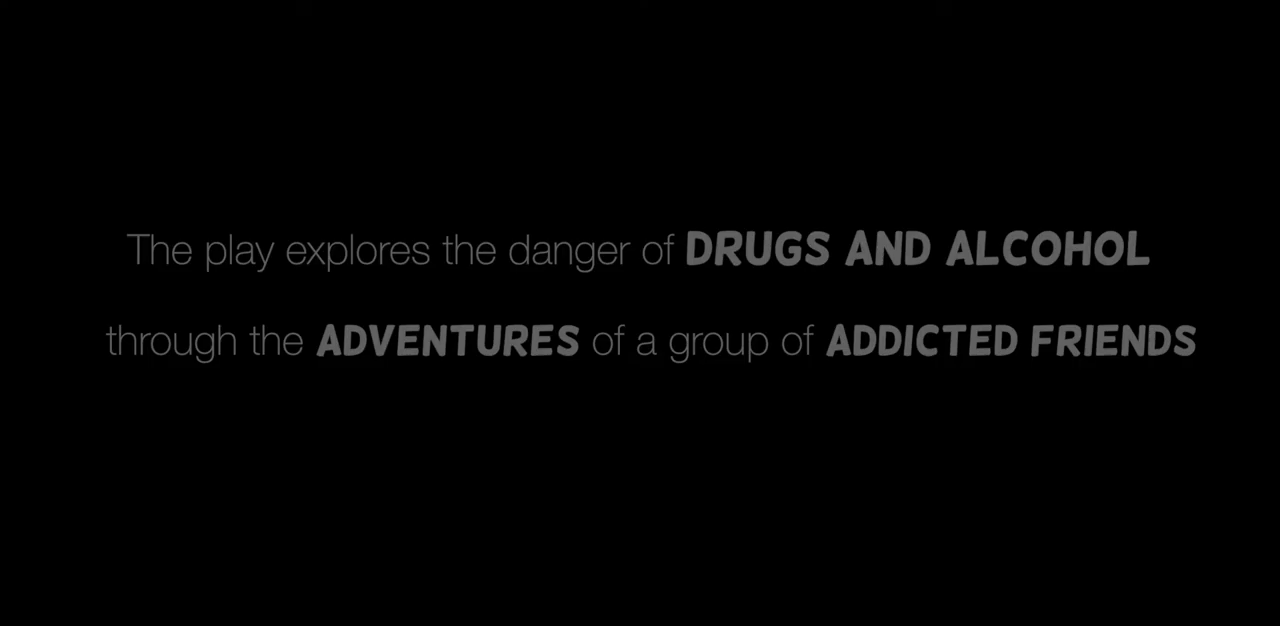 The play explores the danger of DRUGS AND ALCOHOL
through the ADVENTURES of a group of ADDICTED FRIENDS